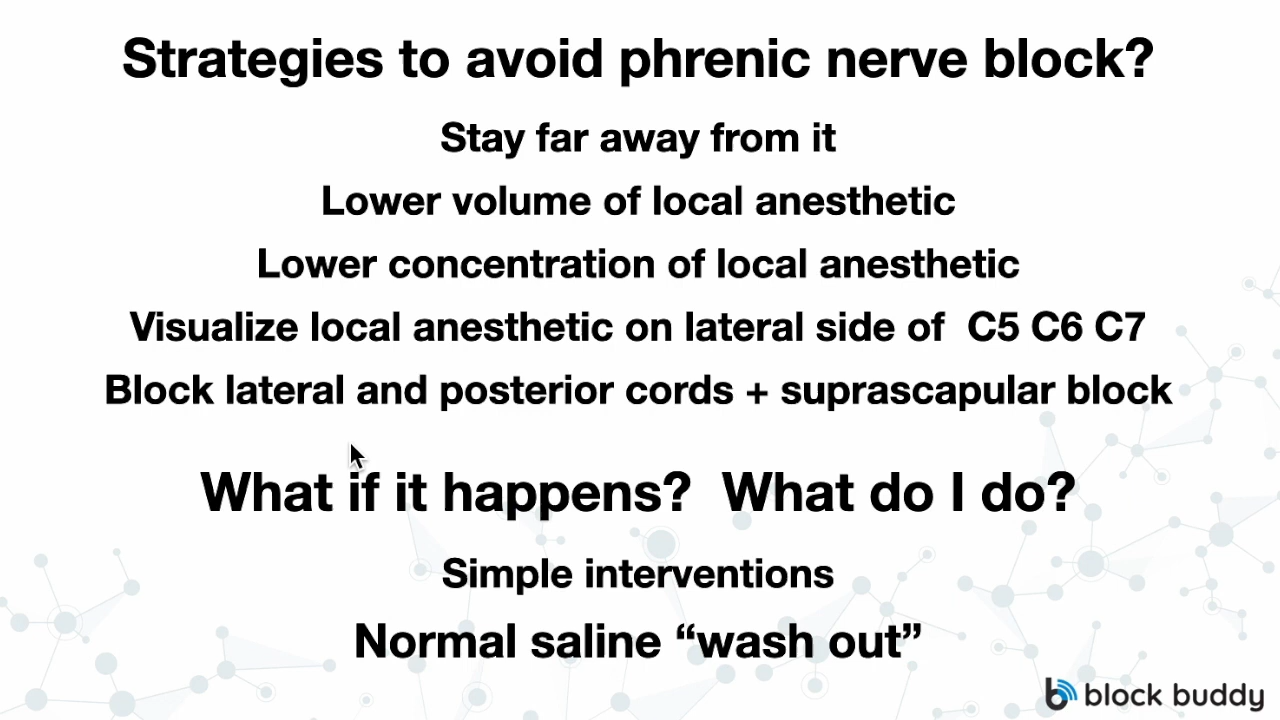 Strategies to avoid phrenic nerve block?
Stay far away from it
Lower volume of local anesthetic
Lower concentration of local anesthetic
Visualize local anesthetic on lateral side of  C5 C6 C7
Block lateral and posterior cords + suprascapular block
What if it happens?  What do I do?
Simple interventions
Normal saline “wash out”
block buddy